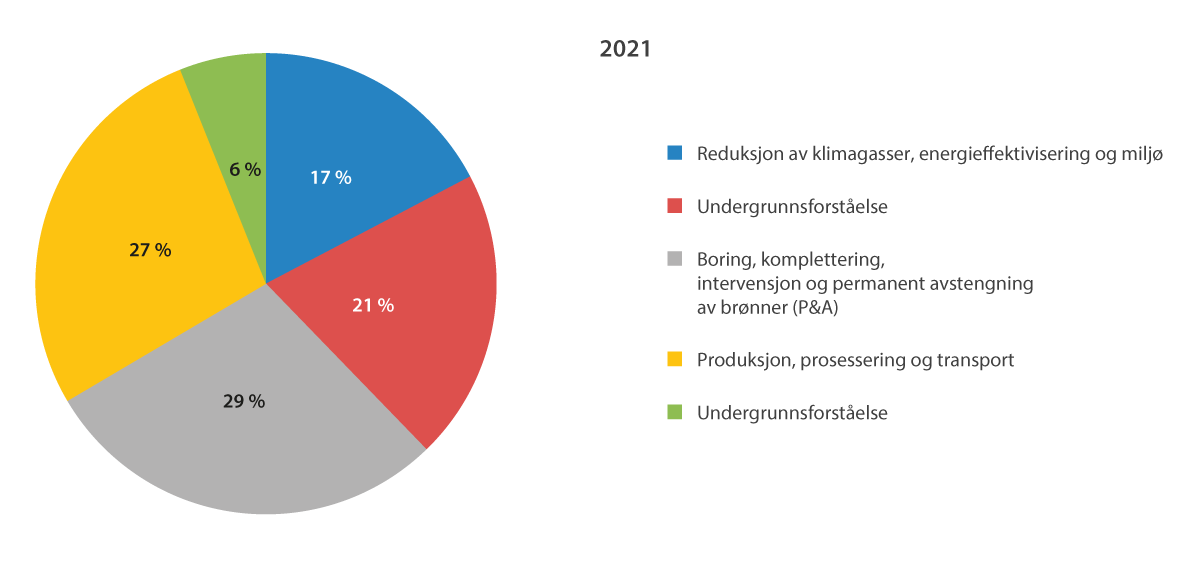 2021
6 %
17 %
27 %
21 %
29 %
Reduksjon av klimagasser, energieffektivisering og miljø
Undergrunnsforståelse
Boring, komplettering,
intervensjon og permanent avstengning
av brønner (P&A)
Produksjon, prosessering og transport
Undergrunnsforståelse